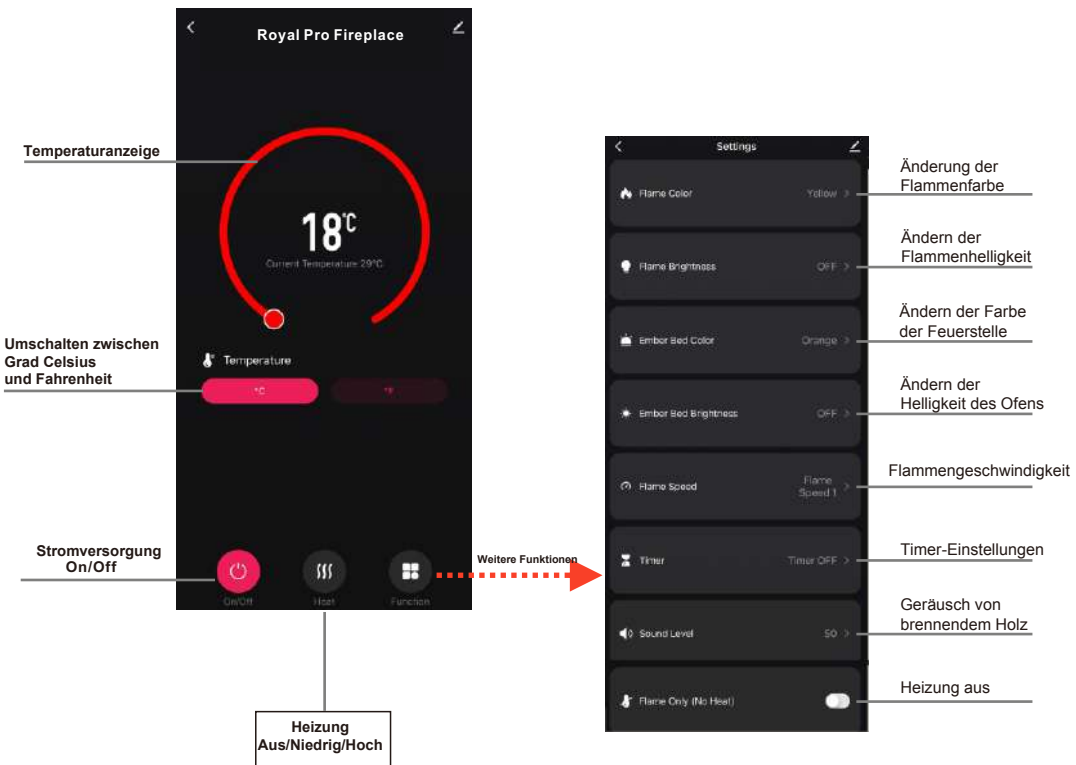 Royal Pro Fireplace
Temperaturanzeige
18°C
Current Temperature 29°C
Umschalten zwischen
Grad Celsius
und Fahrenheit
Temperature
°C
°F
Stromversorgung
On/Off
On/Off
Heat
Function
Weitere Funktionen
Heizung
Aus/Niedrig/Hoch
Settings
Flame Color
Yellow
Änderung der
Flammenfarbe
Flame Brightness
OFF
Ändern der
Flammenhelligkeit
Ember Bed Color
Orange
Ändern der Farbe
der Feuerstelle
Ember Bed Brightness
OFF
Ändern der
Helligkeit des Ofens
Flame Speed
Flame
Speed 1
Flammengeschwindigkeit
Timer
Timer OFF
Timer-Einstellungen
Sound Level
50
Geräusch von
brennendem Holz
Flame Only (No Heat)
Heizung aus